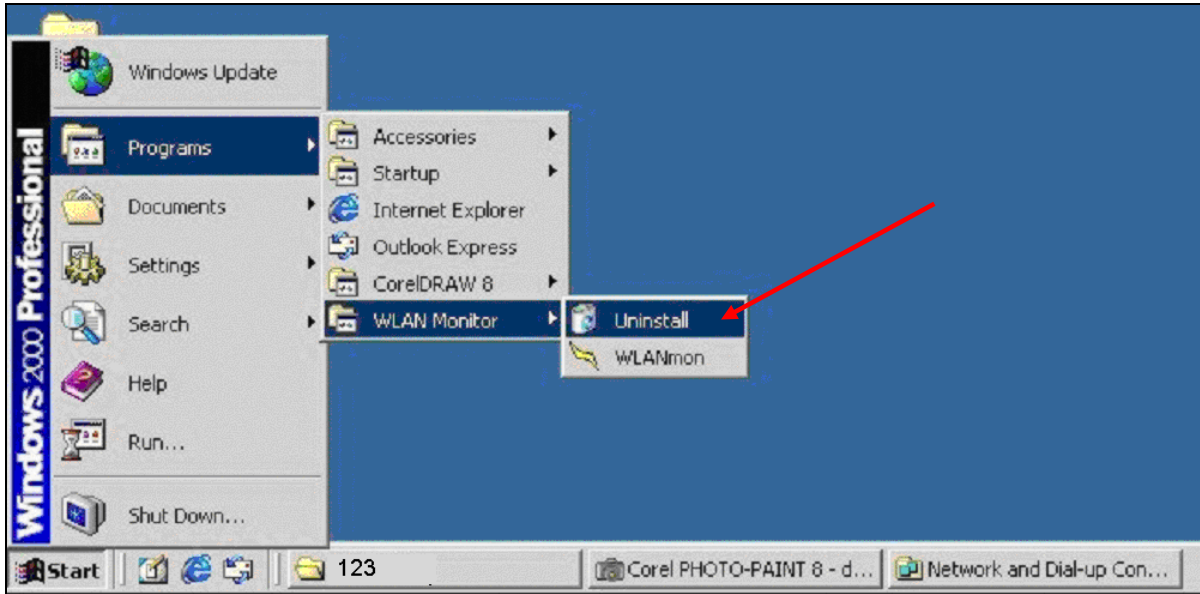 Windows 2000 Professional
Windows Update
Programs
Documents
Settings
Search
Help
Run...
Shut Down...
Accessories
Startup
Internet Explorer
Outlook Express
CorelDRAW 8
WLAN Monitor
Uninstall
WLANmon
Start
123
Corel PHOTO-PAINT 8 - d...
Network and Dial-up Con...